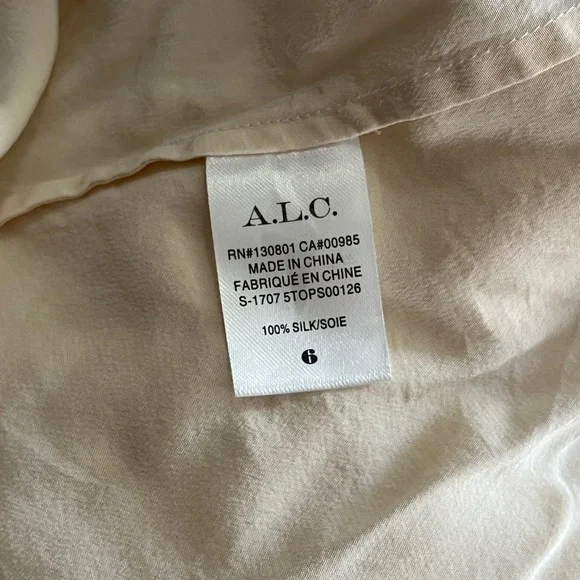 A.L.C.
RN#130801 CA#00985
MADE IN CHINA
FABRIQUÉ EN CHINE
S-1707 5TOPS00126
100% SILK/SOIE
6